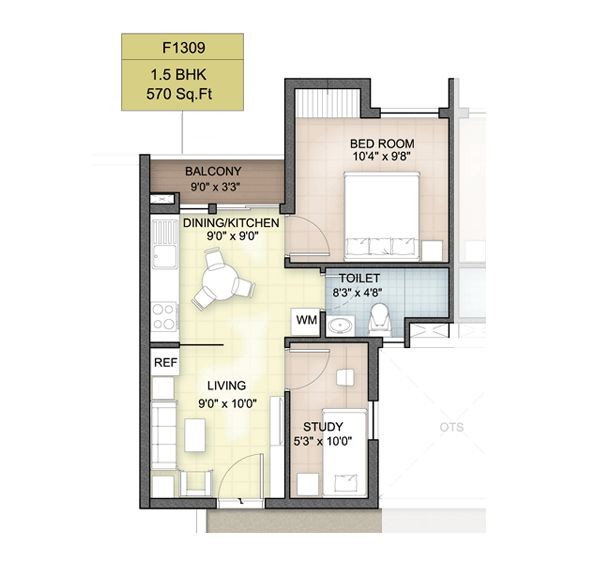 F1309
1.5 BHK
570 Sq.Ft
BED ROOM
10'4" x 9'8"
BALCONY
9'0" x 3'3"
DINING/KITCHEN
9'0" x 9'0"
TOILET
8'3" x 4'8"
WM
REF
LIVING
9'0" x 10'0"
STUDY
5'3" x 10'0"
OTS